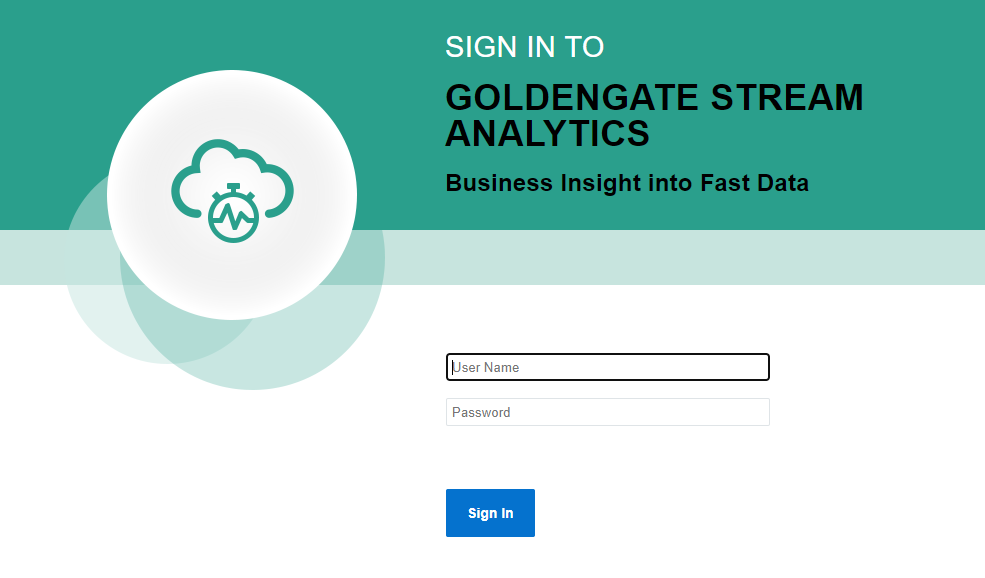 SIGN IN TO
GOLDENGATE STREAM
ANALYTICS
Business Insight into Fast Data
User Name
Password
Sign In